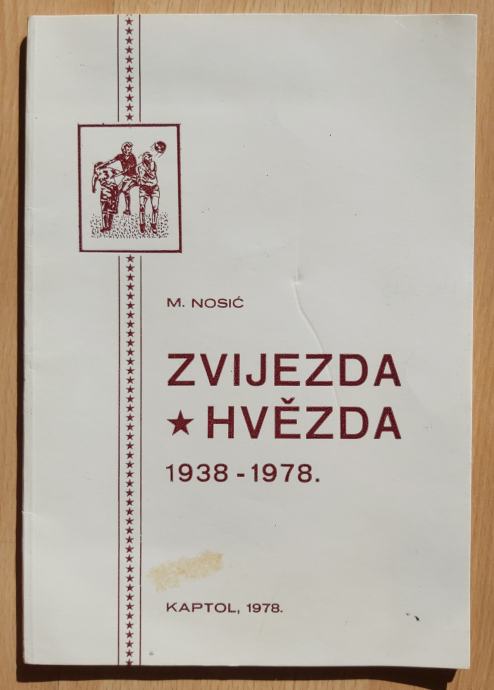 M. NOSIĆ
ZVIJEZDA
★ HVĚZDA
1938 - 1978.
KAPTOL, 1978.